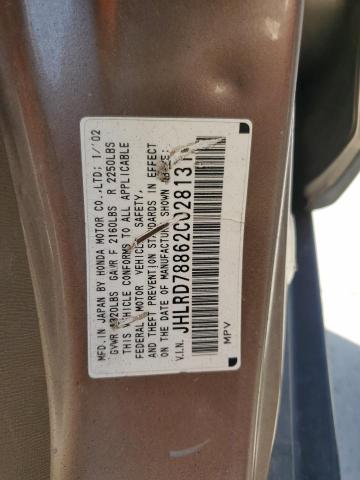 MFD.IN JAPAN BY HONDA MOTOR CO.,LTD; 1/'02
GVWR 4320LBS GAWR F 2160LBS R 2250LBS
THIS VEHICLE CONFORMS TO ALL APPLICABLE
FEDERAL MOTOR VEHICLE SAFETY,
AND THEFT PREVENTION STANDARDS IN EFFECT
ON THE DATE OF MANUFACTURE SHOWN ABOVE:
V.I.N. JHLRD78862C028131
MPV